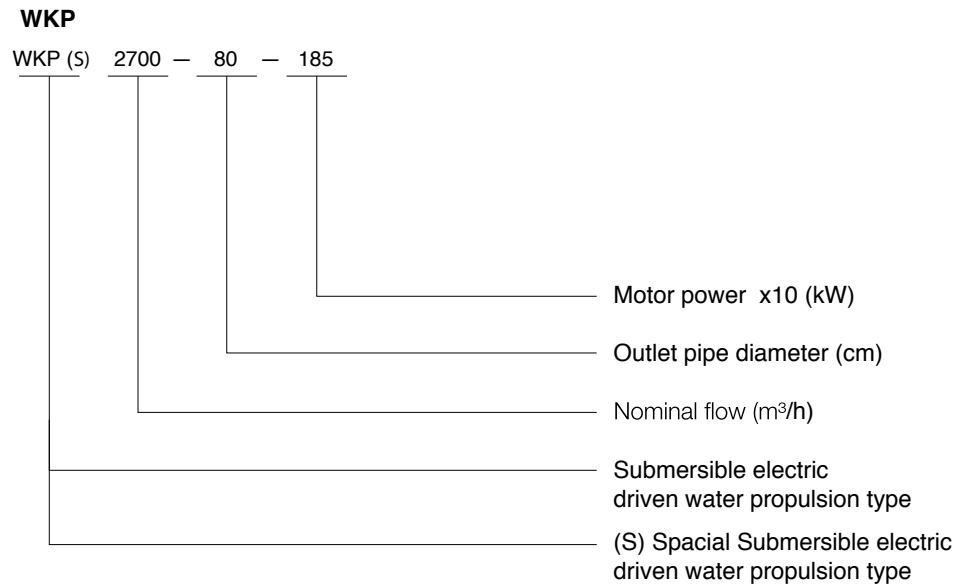 WKP
WKP (S) 2700 — 80 — 185
Motor power x10 (kW)
Outlet pipe diameter (cm)
Nominal flow (m³/h)
Submersible electric
driven water propulsion type
(S) Spacial Submersible electric
driven water propulsion type